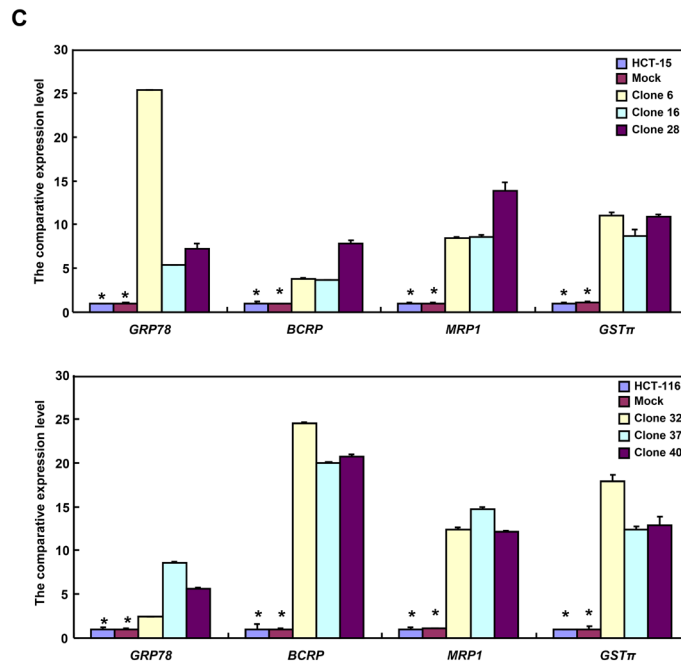 C
The comparative expression level
30
25
20
15
10
5
0
HCT-15
Mock
Clone 6
Clone 16
Clone 28
* * * * * * * *
GRP78 BCRP MRP1 GSTπ
The comparative expression level
30
25
20
15
10
5
0
HCT-116
Mock
Clone 32
Clone 37
Clone 40
* * * * * * * *
GRP78 BCRP MRP1 GSTπ